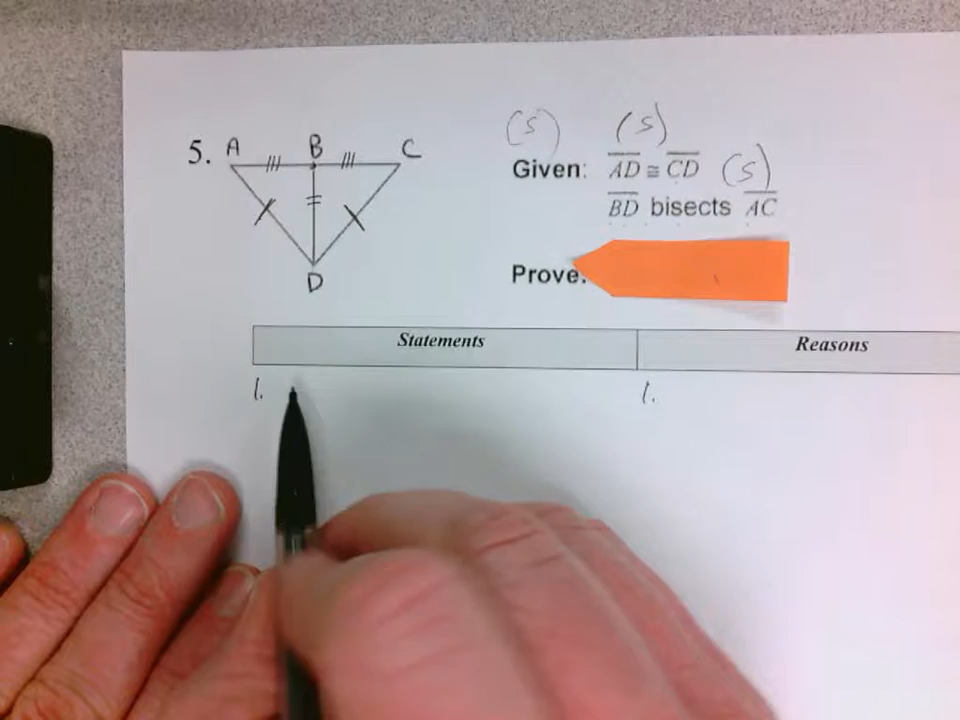 5. A B C
D
(S) (S)
Given: AD ≅ CD (S)
BD bisects AC
Prove:
Statements Reasons
1. 1.